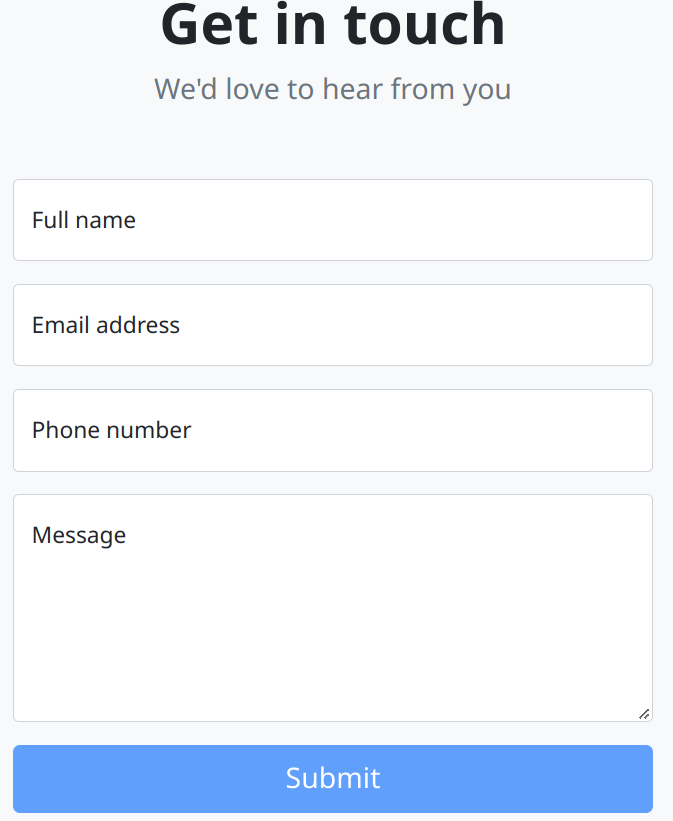 Get in touch
We'd love to hear from you
Full name
Email address
Phone number
Message
Submit